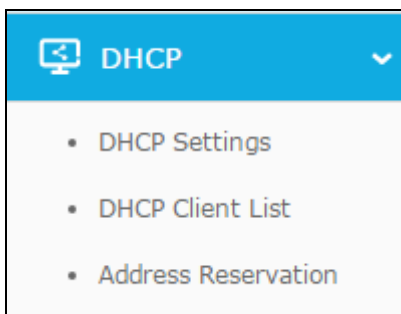 DHCP
• DHCP Settings
• DHCP Client List
• Address Reservation